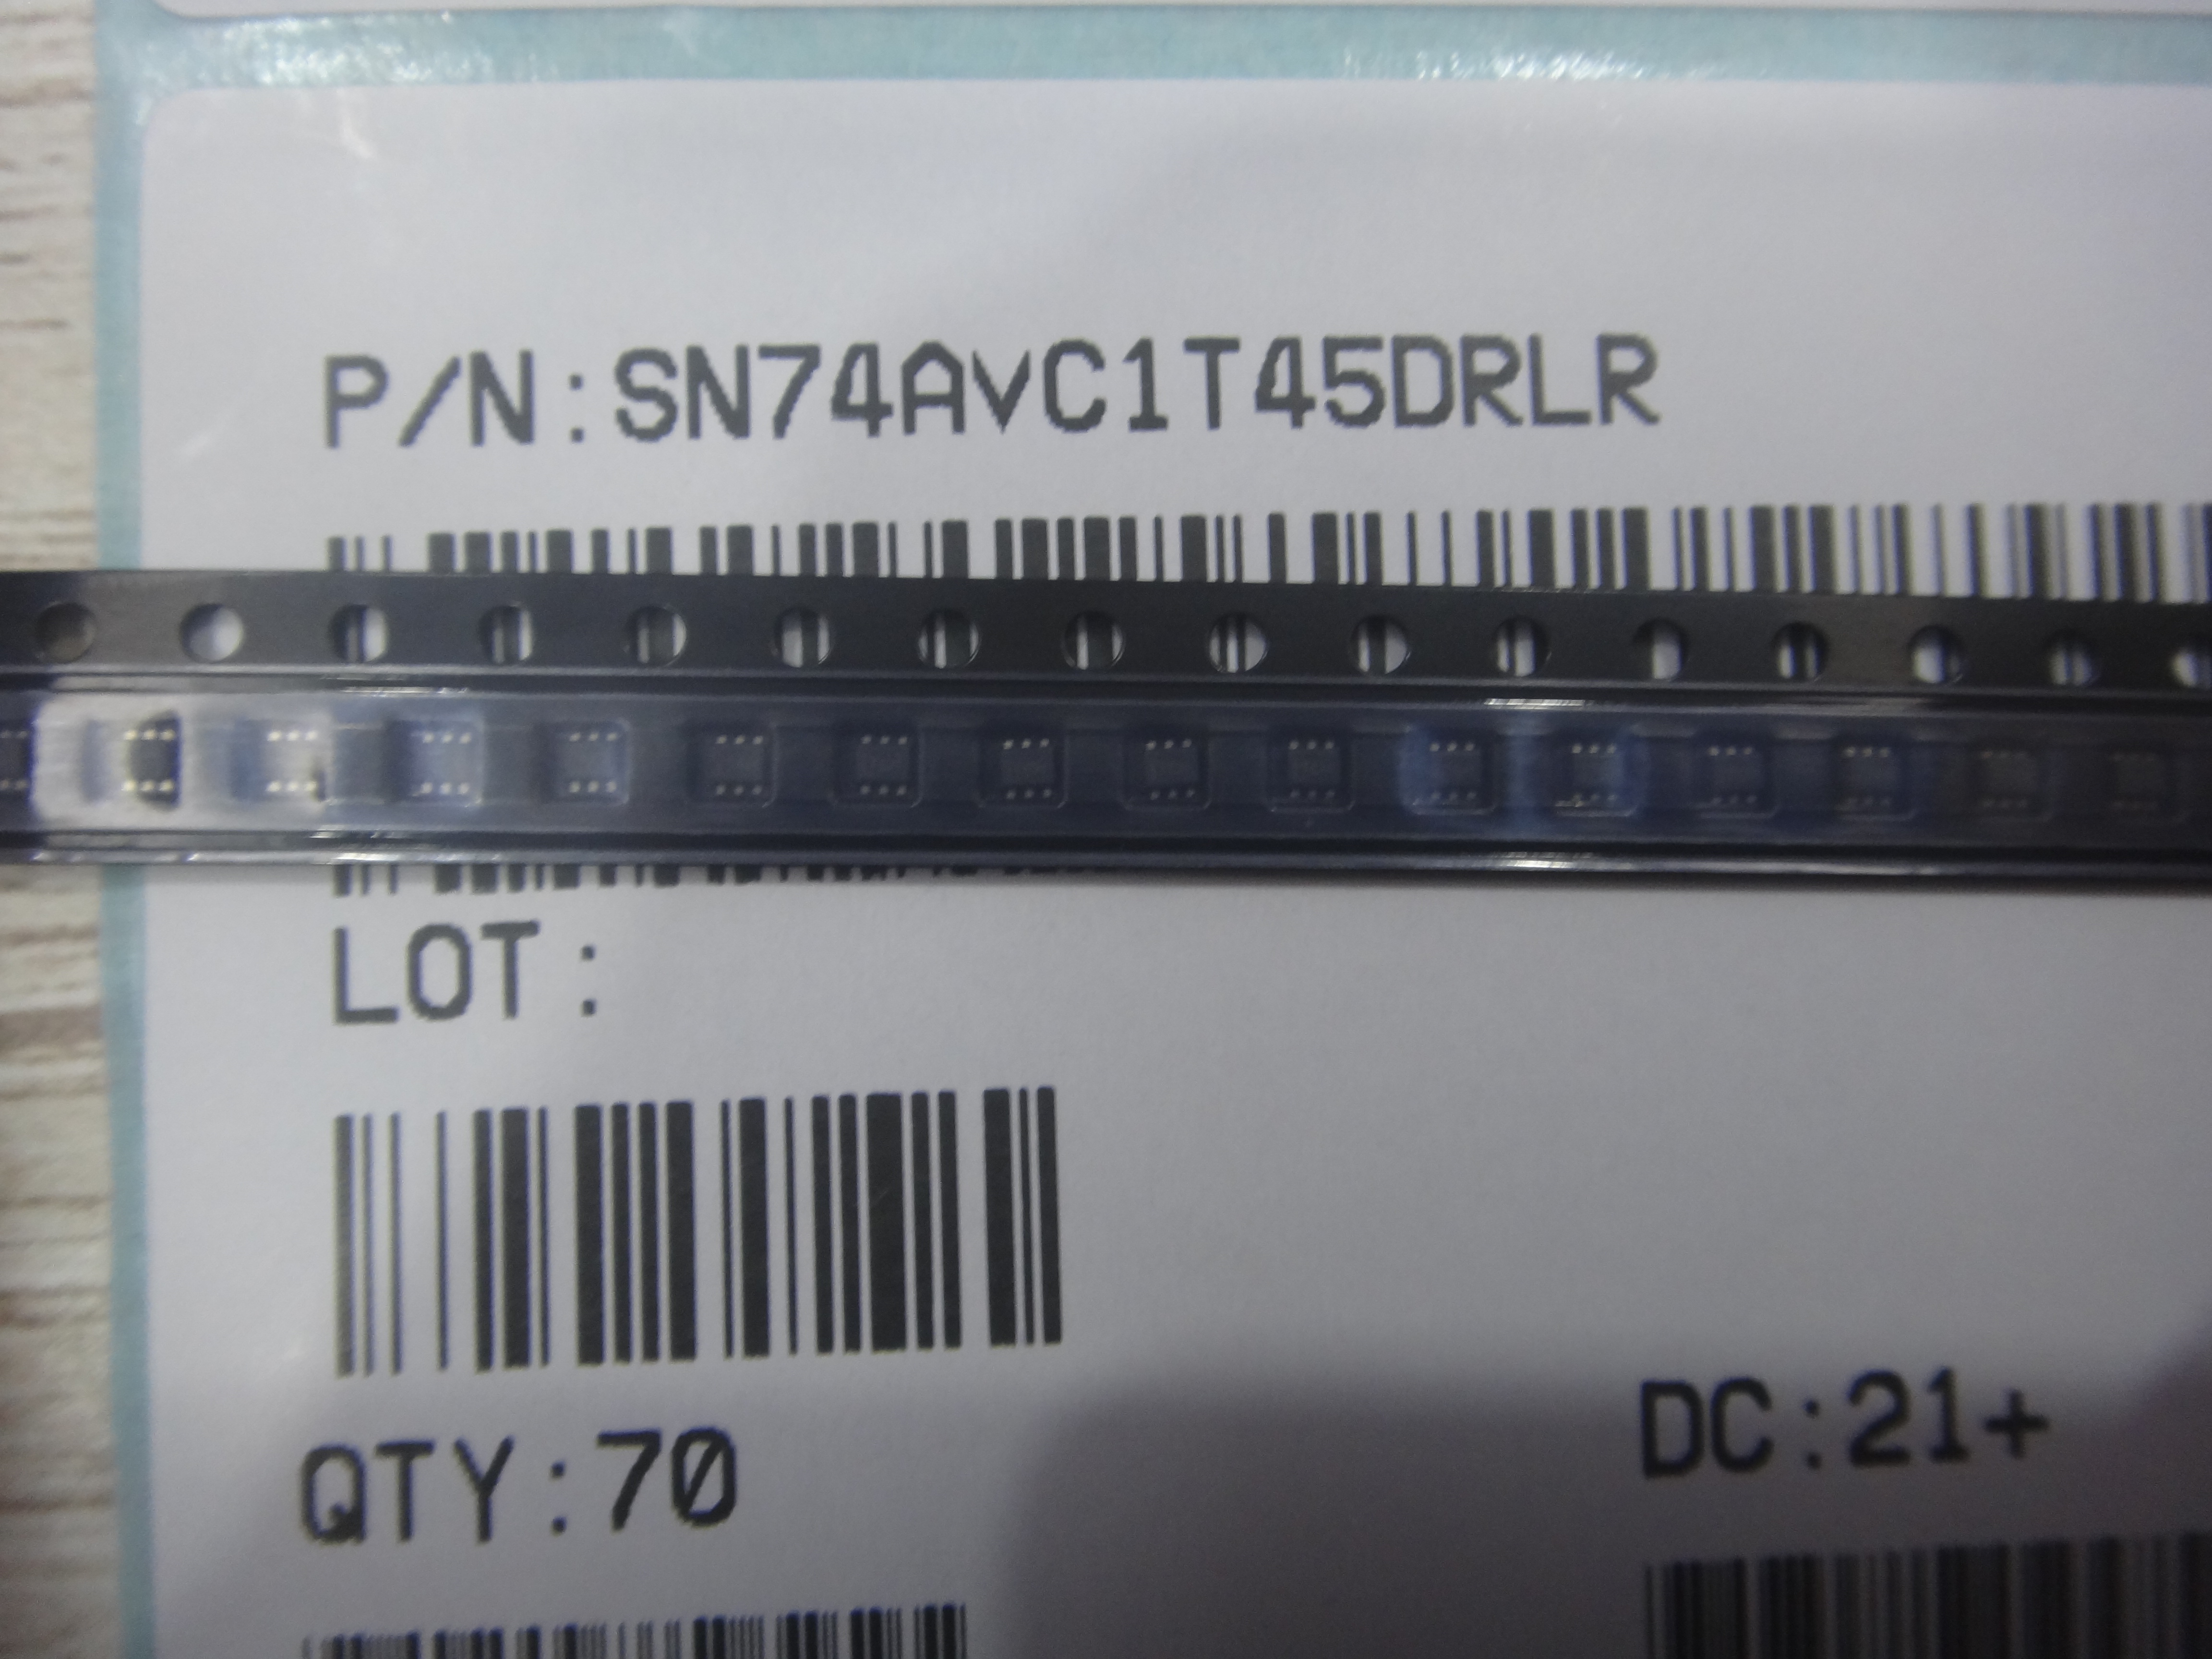 P/N:SN74AVC1T45DRLR
LOT:
QTY:70
DC:21+